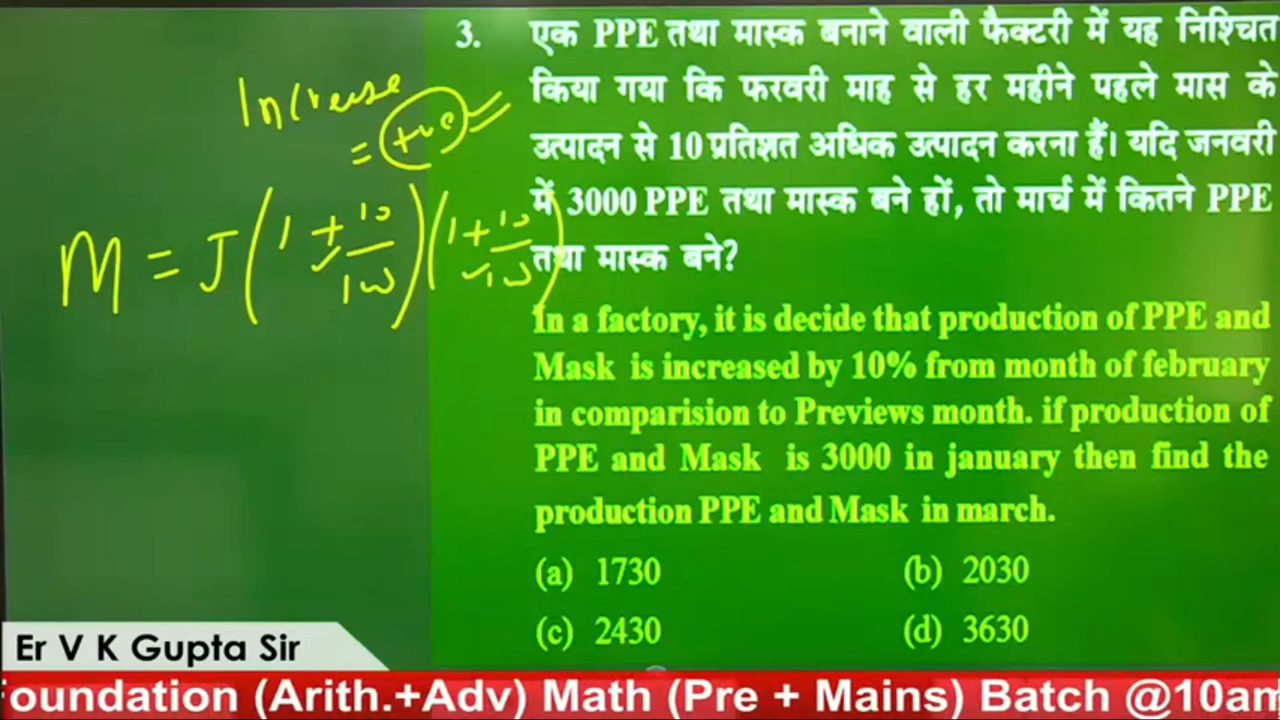 3. एक PPE तथा मास्क बनाने वाली फैक्टरी में यह निश्चित
किया गया कि फरवरी माह से हर महीने पहले मास के
उत्पादन से 10 प्रतिशत अधिक उत्पादन करना हैं। यदि जनवरी
में 3000 PPE तथा मास्क बने हों, तो मार्च में कितने PPE
तथा मास्क बने?
In a factory, it is decide that production of PPE and
Mask is increased by 10% from month of february
in comparision to Previews month. if production of
PPE and Mask is 3000 in january then find the
production PPE and Mask in march.
(a) 1730 (b) 2030
(c) 2430 (d) 3630
Increase
= +ve
M = J(1 + 10/100)(1 + 10/100)
Er V K Gupta Sir
oundation (Arith.+Adv) Math (Pre + Mains) Batch @10am